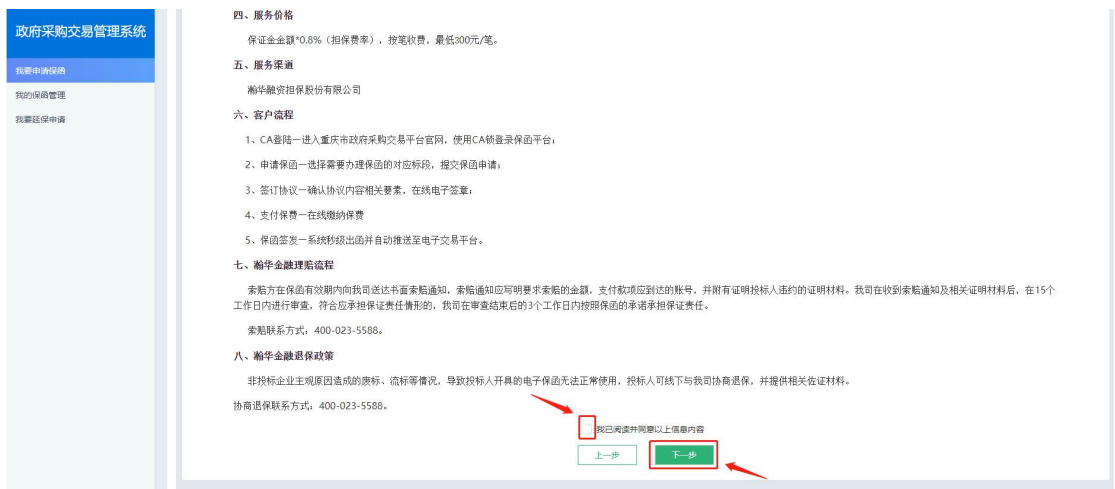 政府采购交易管理系统
我要申请保函
我的保函管理
我要延保申请
四、服务价格
保证金金额*0.8%（担保费率），按笔收费，最低300元/笔。
五、服务渠道
瀚华融资担保股份有限公司
六、客户流程
1、CA登陆—进入重庆市政府采购交易平台官网，使用CA锁登录保函平台；
2、申请保函—选择需要办理保函的对应标段，提交保函申请；
3、签订协议—确认协议内容相关要素，在线电子签章；
4、支付保费—在线缴纳保费
5、保函签发—系统秒级出函并自动推送至电子交易平台。
七、瀚华金融理赔流程
索赔方在保函有效期内向我司送达书面索赔通知，索赔通知应写明要求索赔的金额，支付款项应到达的账号，并附有证明投标人违约的证明材料。我司在收到索赔通知及相关证明材料后，在15个
工作日内进行审查，符合应承担保证责任情形的，我司在审查结束后的3个工作日内按照保函的承诺承担保证责任。
索赔联系方式：400-023-5588。
八、瀚华金融退保政策
非投标企业主观原因造成的废标、流标等情况，导致投标人开具的电子保函无法正常使用，投标人可线下与我司协商退保，并提供相关佐证材料。
协商退保联系方式：400-023-5588。
我已阅读并同意以上信息内容
上一步
下一步